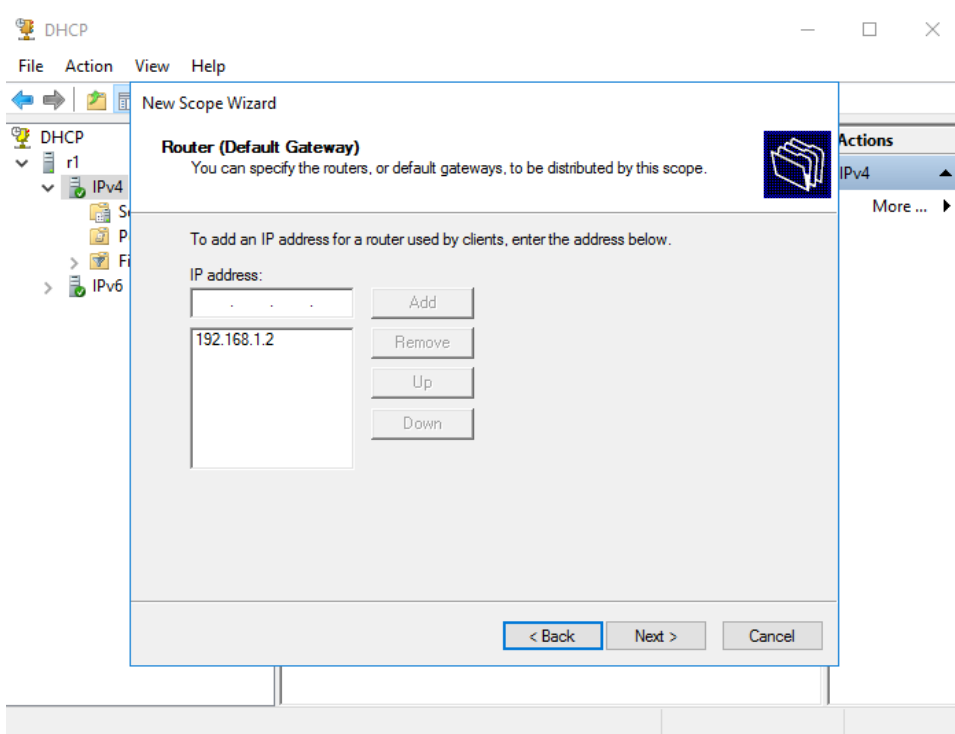 DHCP
File Action View Help
New Scope Wizard
DHCP
r1
IPv4
IPv6
Router (Default Gateway)
You can specify the routers, or default gateways, to be distributed by this scope.
To add an IP address for a router used by clients, enter the address below.
IP address:
. . .
Add
192.168.1.2
Remove
Up
Down
< Back Next > Cancel
Actions
IPv4
More ...